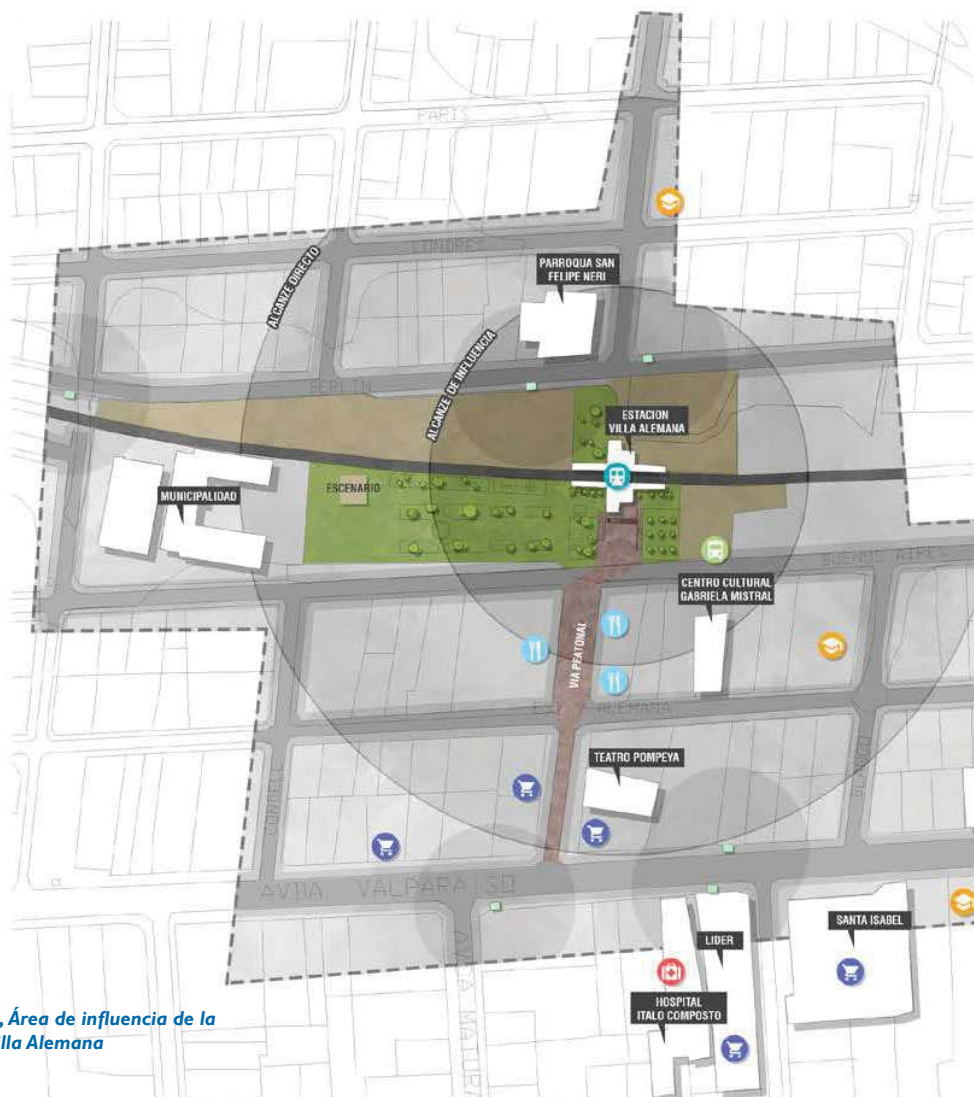 PARIS
LONDRES
ALCANZE DIRECTO
PARROQUA SAN
FELIPE NERI
ALCANZE DE INFLUENCIA
BERLIN
ESTACION
VILLA ALEMANA
ESCENARIO
MUNICIPALIDAD
BUENOS AIRES
CENTRO CULTURAL
GABRIELA MISTRAL
VIA PEATONAL
ALEMANA
TEATRO POMPEYA
CONDELL
AVDA VALPARAISO
SANTA ISABEL
LIDER
HOSPITAL
ITALO COMPOSTO
, Área de influencia de la
lla Alemana